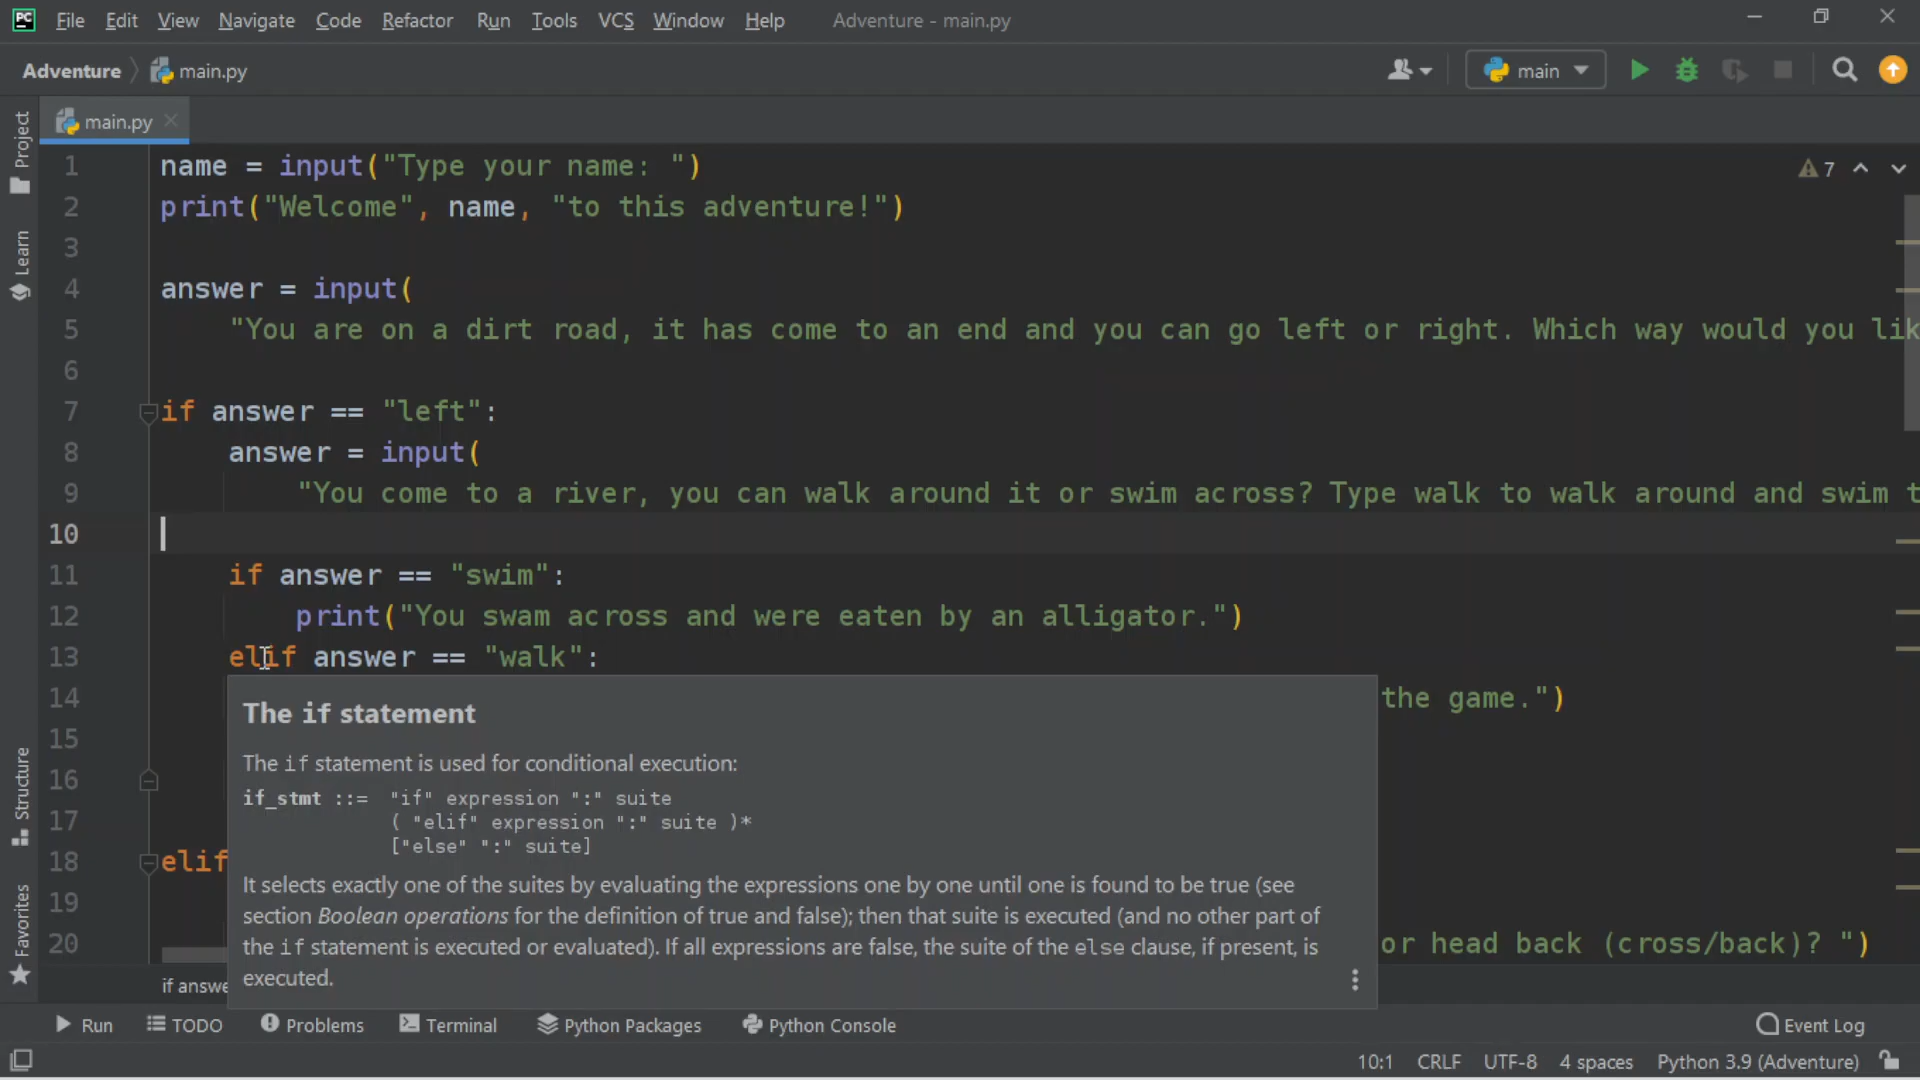 PC File Edit View Navigate Code Refactor Run Tools VCS Window Help Adventure - main.py
Adventure main.py main
Project
Learn
Structure
Favorites
main.py
7
1 name = input("Type your name: ")
2 print("Welcome", name, "to this adventure!")
3
4 answer = input(
5 "You are on a dirt road, it has come to an end and you can go left or right. Which way would you lik
6
7 if answer == "left":
8 answer = input(
9 "You come to a river, you can walk around it or swim across? Type walk to walk around and swim t
10
11 if answer == "swim":
12 print("You swam across and were eaten by an alligator.")
13 elif answer == "walk":
14 the game.")
15
16
17
18 elif
19
20 or head back (cross/back)? ")
The if statement
The if statement is used for conditional execution:
if_stmt ::= "if" expression ":" suite
( "elif" expression ":" suite )*
["else" ":" suite]
It selects exactly one of the suites by evaluating the expressions one by one until one is found to be true (see
section Boolean operations for the definition of true and false); then that suite is executed (and no other part of
the if statement is executed or evaluated). If all expressions are false, the suite of the else clause, if present, is
executed.
if answe
Run TODO Problems Terminal Python Packages Python Console Event Log
10:1 CRLF UTF-8 4 spaces Python 3.9 (Adventure)